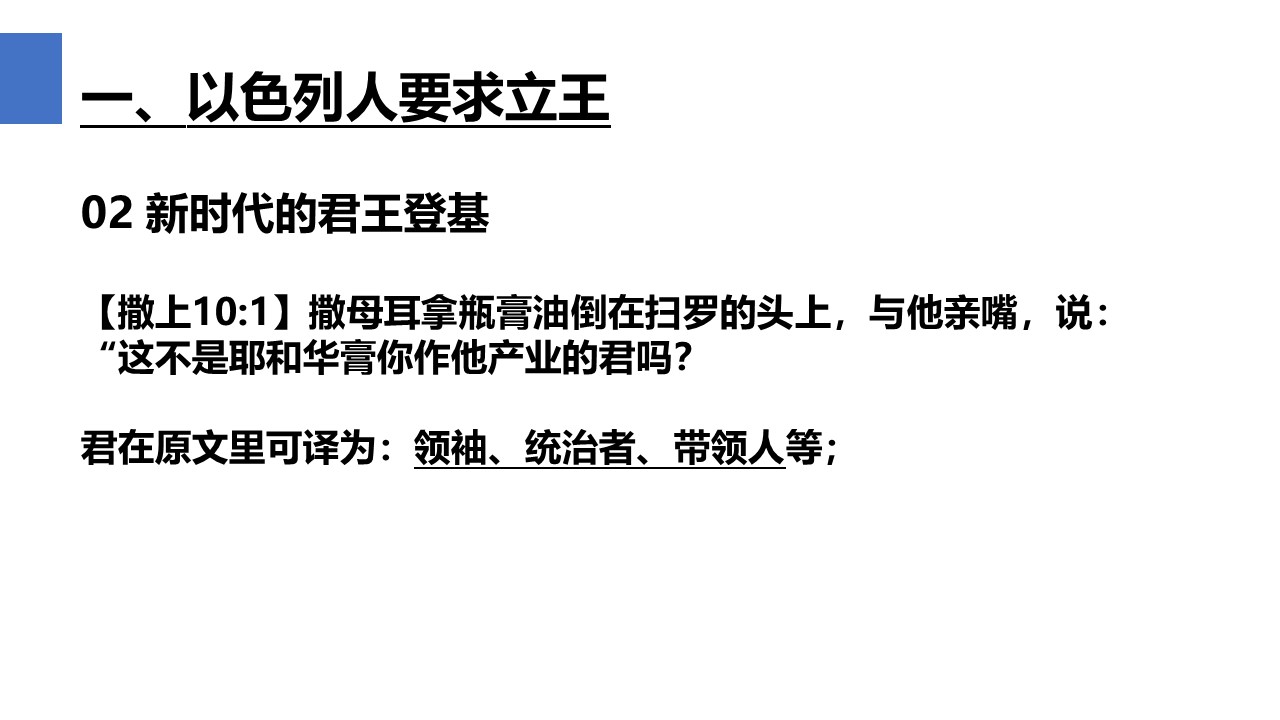 一、以色列人要求立王
02 新时代的君王登基
【撒上10:1】撒母耳拿瓶膏油倒在扫罗的头上，与他亲嘴，说：
“这不是耶和华膏你作他产业的君吗？
君在原文里可译为：领袖、统治者、带领人等；